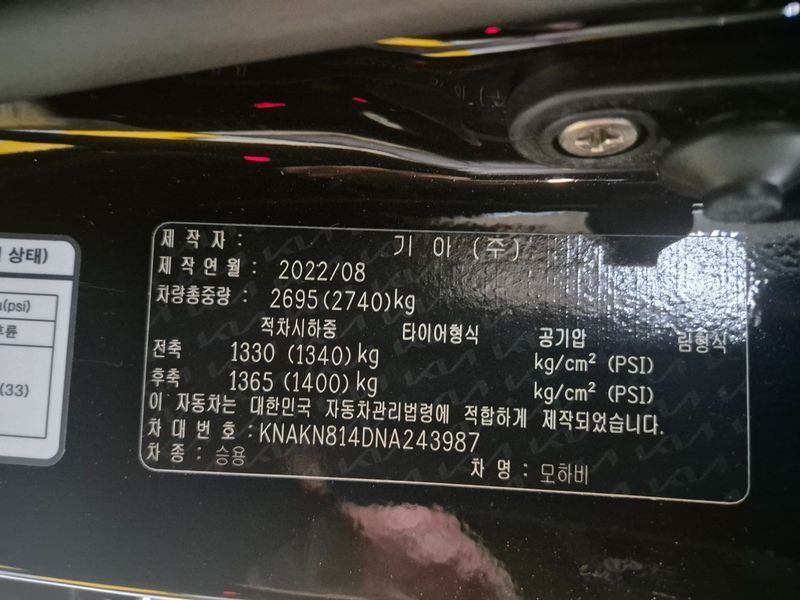 상태)
(psi)
후륜
(33)
제 작 자 : 기 아 (주)
제 작 연 월 : 2022/08
차량총중량 : 2695(2740)kg
적차시하중 타이어형식 공기압 림형식
전축 1330 (1340)kg kg/cm² (PSI)
후축 1365 (1400)kg kg/cm² (PSI)
이 자동차는 대한민국 자동차관리법령에 적합하게 제작되었습니다.
차 대 번 호 : KNAKN814DNA243987
차 종 : 승용 차 명 : 모하비